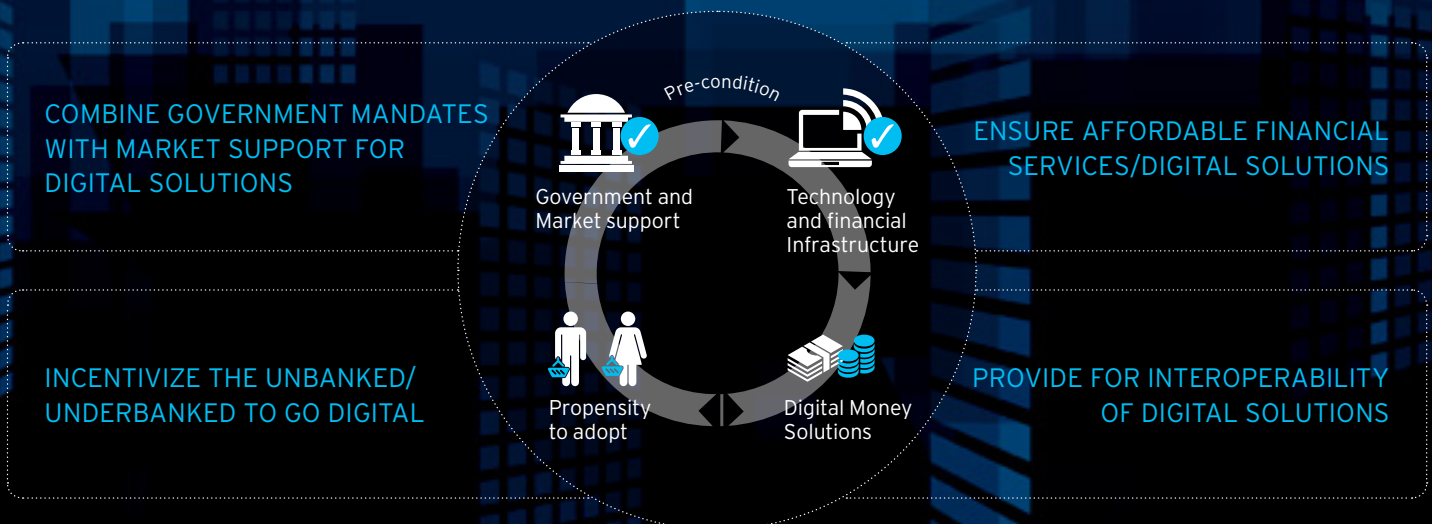 COMBINE GOVERNMENT MANDATES
WITH MARKET SUPPORT FOR
DIGITAL SOLUTIONS
Pre-condition
Government and
Market support
Technology
and financial
Infrastructure
ENSURE AFFORDABLE FINANCIAL
SERVICES/DIGITAL SOLUTIONS
INCENTIVIZE THE UNBANKED/
UNDERBANKED TO GO DIGITAL
Propensity
to adopt
Digital Money
Solutions
PROVIDE FOR INTEROPERABILITY
OF DIGITAL SOLUTIONS